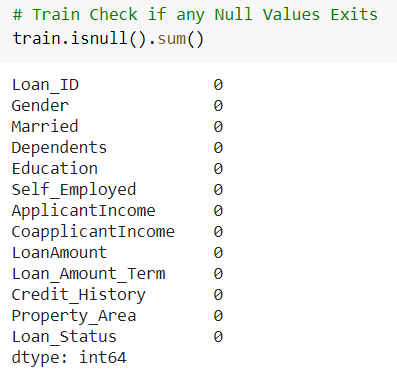 # Train Check if any Null Values Exits
train.isnull().sum()
Loan_ID 0
Gender 0
Married 0
Dependents 0
Education 0
Self_Employed 0
ApplicantIncome 0
CoapplicantIncome 0
LoanAmount 0
Loan_Amount_Term 0
Credit_History 0
Property_Area 0
Loan_Status 0
dtype: int64